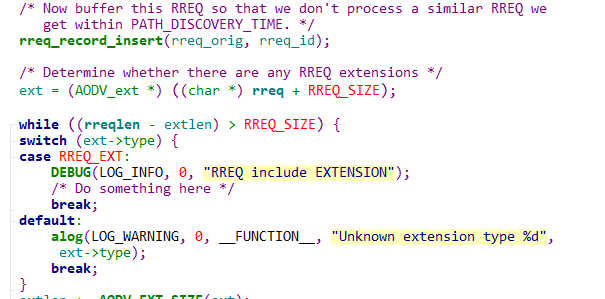 /* Now buffer this RREQ so that we don't process a similar RREQ we
get within PATH_DISCOVERY_TIME. */
rreq_record_insert(rreq_orig, rreq_id);
/* Determine whether there are any RREQ extensions */
ext = (AODV_ext *) ((char *) rreq + RREQ_SIZE);
while ((rreqlen - extlen) > RREQ_SIZE) {
switch (ext->type) {
case RREQ_EXT:
DEBUG(LOG_INFO, 0, "RREQ include EXTENSION");
/* Do something here */
break;
default:
alog(LOG_WARNING, 0, __FUNCTION__, "Unknown extension type %d",
ext->type);
break;
}
extlen += AODV_EXT_SIZE(ext);